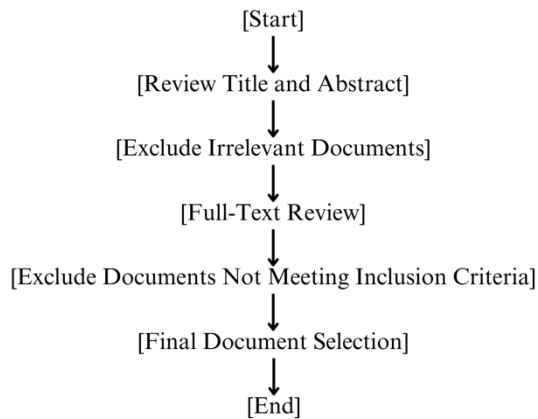 [Start]
[Review Title and Abstract]
[Exclude Irrelevant Documents]
[Full-Text Review]
[Exclude Documents Not Meeting Inclusion Criteria]
[Final Document Selection]
[End]